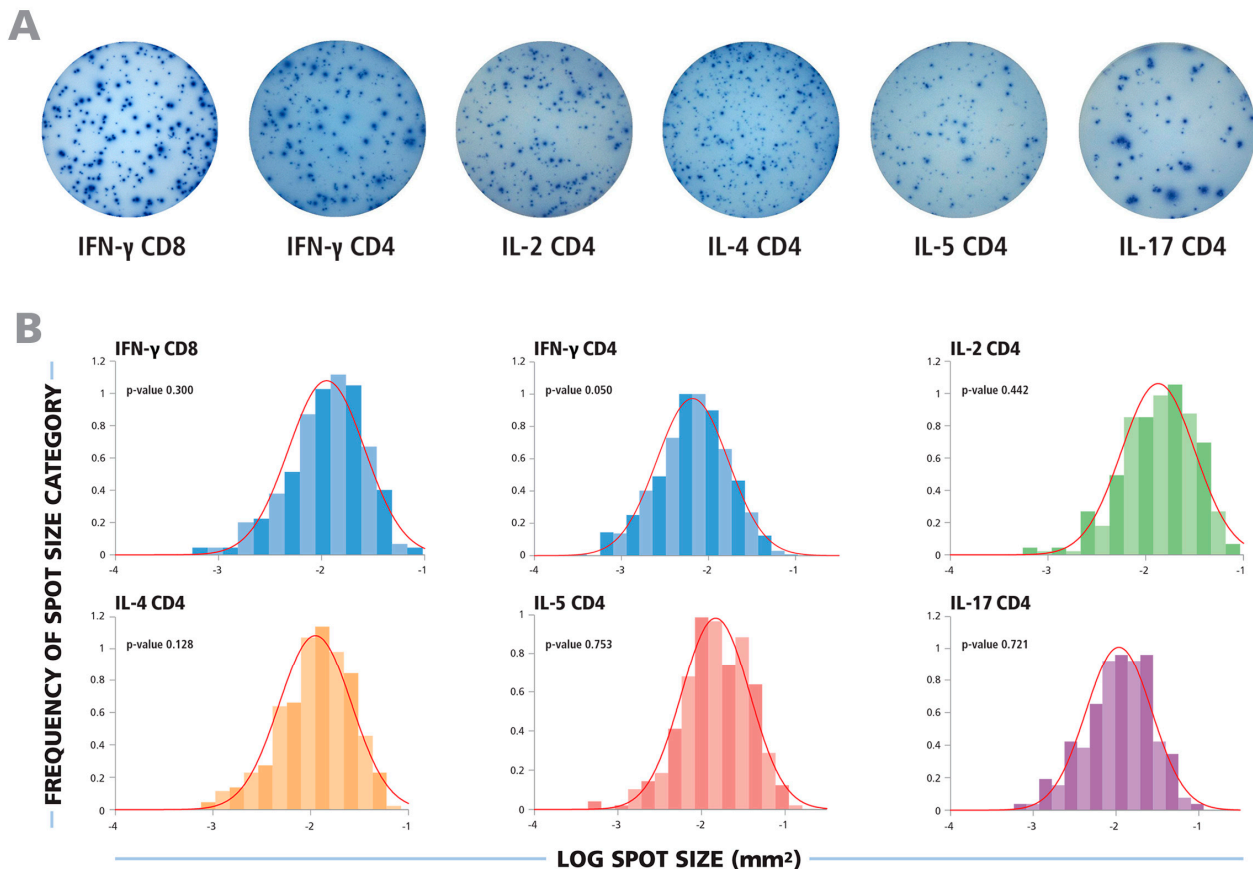 A
IFN-γ CD8
IFN-γ CD4
IL-2 CD4
IL-4 CD4
IL-5 CD4
IL-17 CD4
B
FREQUENCY OF SPOT SIZE CATEGORY
IFN-γ CD8
p-value 0.300
1.2
1
0.8
0.6
0.4
0.2
0
-4
-3
-2
-1
IFN-γ CD4
p-value 0.050
1.2
1
0.8
0.6
0.4
0.2
0
-4
-3
-2
-1
IL-2 CD4
p-value 0.442
1.2
1
0.8
0.6
0.4
0.2
0
-4
-3
-2
-1
IL-4 CD4
p-value 0.128
1.2
1
0.8
0.6
0.4
0.2
0
-4
-3
-2
-1
IL-5 CD4
p-value 0.753
1
0.8
0.6
0.4
0.2
0
-4
-3
-2
-1
IL-17 CD4
p-value 0.721
1.2
1
0.8
0.6
0.4
0.2
0
-4
-3
-2
-1
LOG SPOT SIZE (mm²)